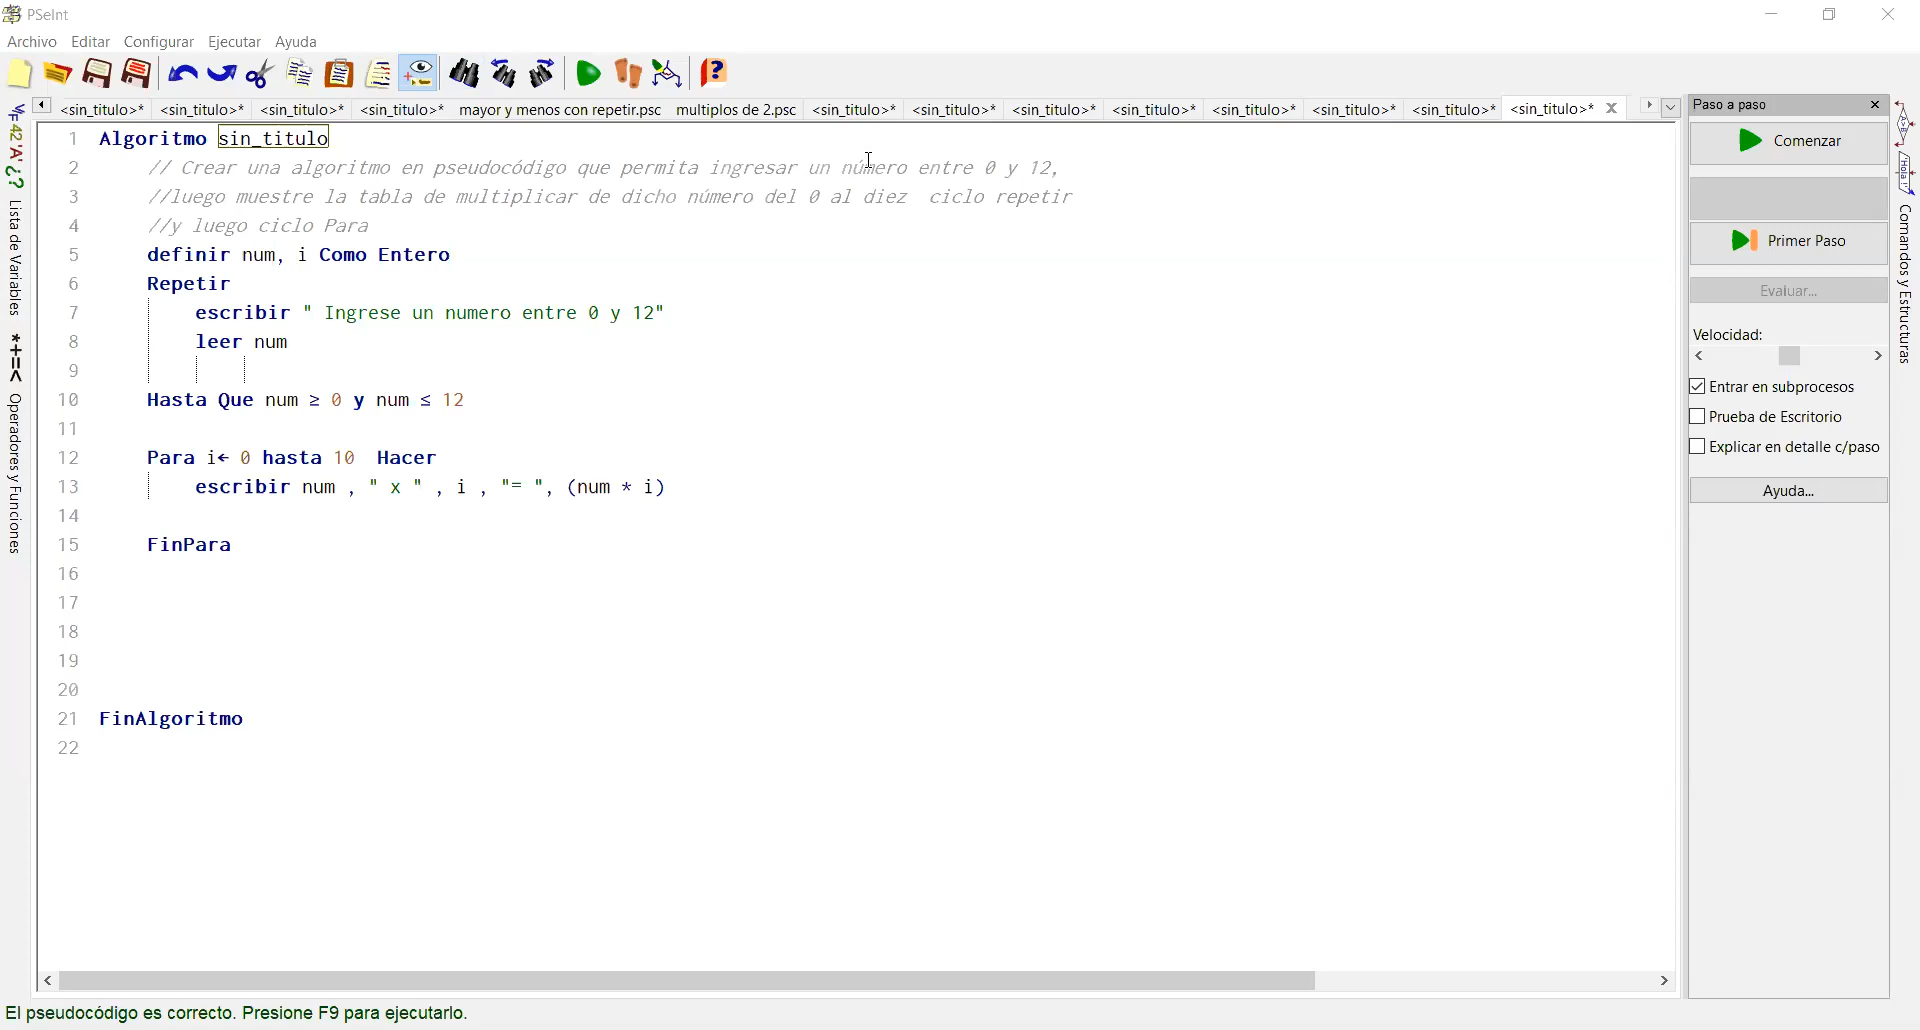 PSeInt
Archivo Editar Configurar Ejecutar Ayuda
<sin_titulo>* <sin_titulo>* <sin_titulo>* <sin_titulo>* mayor y menos con repetir.psc multiplos de 2.psc <sin_titulo>* <sin_titulo>* <sin_titulo>* <sin_titulo>* <sin_titulo>* <sin_titulo>* <sin_titulo>* <sin_titulo>*
1 Algoritmo sin_titulo
2 // Crear una algoritmo en pseudocódigo que permita ingresar un número entre 0 y 12,
3 //luego muestre la tabla de multiplicar de dicho número del 0 al diez ciclo repetir
4 //y luego ciclo Para
5 definir num, i Como Entero
6 Repetir
7 escribir " Ingrese un numero entre 0 y 12"
8 leer num
9
10 Hasta Que num ≥ 0 y num ≤ 12
11
12 Para i← 0 hasta 10 Hacer
13 escribir num , " x " , i , "= ", (num * i)
14
15 FinPara
16
17
18
19
20
21 FinAlgoritmo
22
Paso a paso
Comenzar
Primer Paso
Evaluar...
Velocidad:
Entrar en subprocesos
Prueba de Escritorio
Explicar en detalle c/paso
Ayuda...
VF 42 'A' ¿? Lista de Variables
*+=< Operadores y Funciones
A>B
'Hola !'
Comandos y Estructuras
El pseudocódigo es correcto. Presione F9 para ejecutarlo.